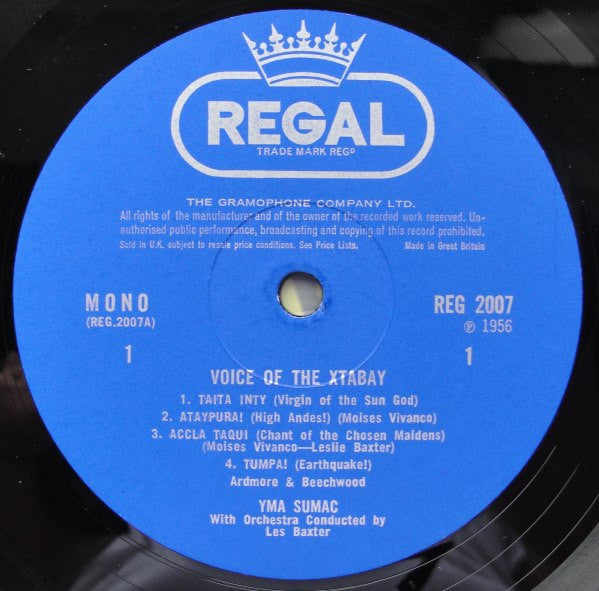 REGAL
TRADE MARK REGD
THE GRAMOPHONE COMPANY LTD.
All rights of the manufacturer and of the owner of the recorded work reserved. Un-
authorised public performance, broadcasting and copying of this record prohibited.
Sold in U.K. subject to resale price conditions. See Price Lists. Made in Great Britain
MONO
(REG.2007A)
1
REG 2007
℗ 1956
1
VOICE OF THE XTABAY
1. TAITA INTY (Virgin of the Sun God)
2. ATAYPURA! (High Andes!) (Moises Vivanco)
3. ACCLA TAQUI (Chant of the Chosen Maidens)
(Moises Vivanco—Leslie Baxter)
4. TUMPA! (Earthquake!)
Ardmore & Beechwood
YMA SUMAC
With Orchestra Conducted by
Les Baxter